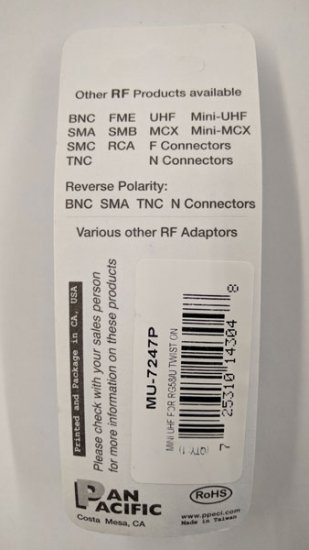 Other RF Products available
BNC FME UHF Mini-UHF
SMA SMB MCX Mini-MCX
SMC RCA F Connectors
TNC N Connectors
Reverse Polarity:
BNC SMA TNC N Connectors
Various other RF Adaptors
Printed and Package in CA, USA
Please check with your sales person
for more information on these products
MU-7247P
MINI UHF FOR RG58/U TWIST ON
(QTY: 1)
7 25310 14304 8
PAN
PACIFIC
Costa Mesa, CA
RoHS
www.ppeci.com
Made in Taiwan